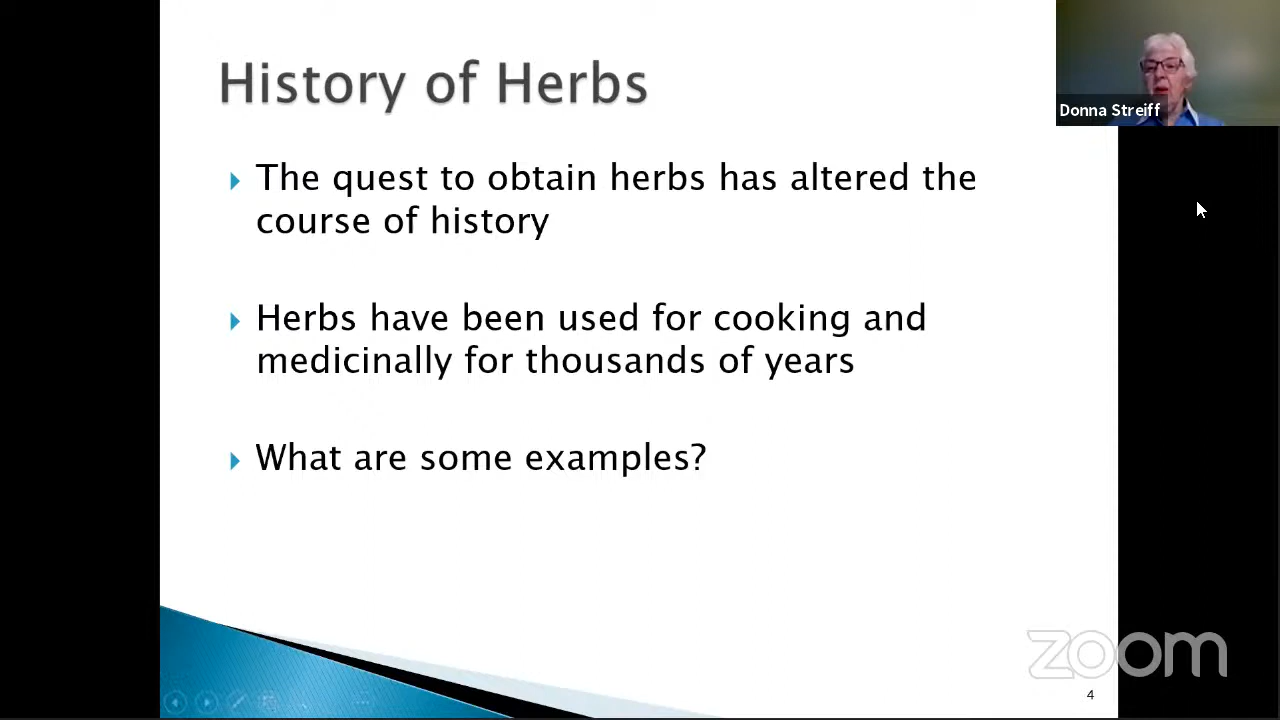 History of Herbs
Donna Streiff
The quest to obtain herbs has altered the
course of history
Herbs have been used for cooking and
medicinally for thousands of years
What are some examples?
zoom
4